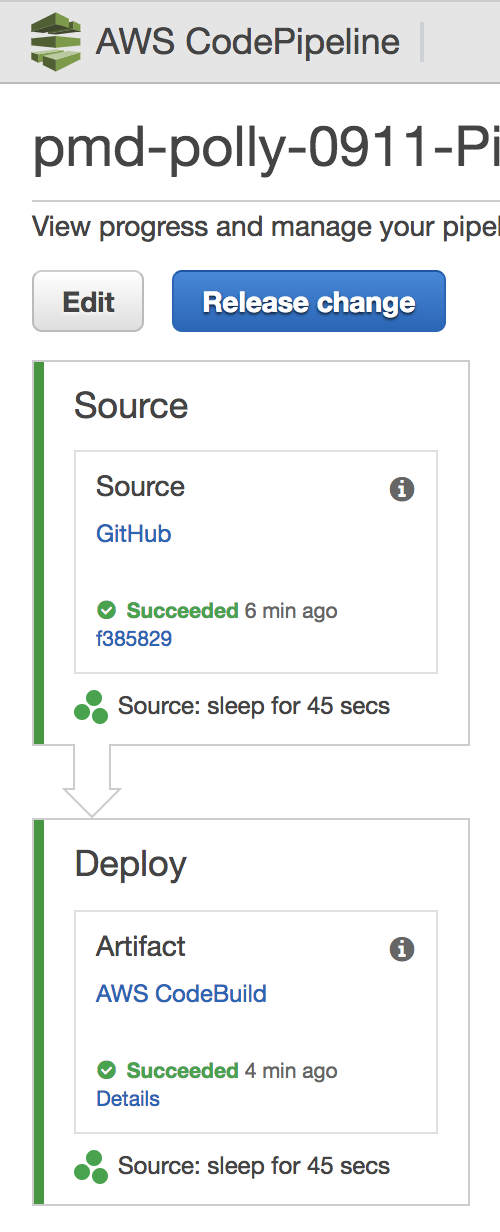 AWS CodePipeline
pmd-polly-0911-Pi
View progress and manage your pipel
Edit
Release change
Source
Source
GitHub
Succeeded 6 min ago
f385829
Source: sleep for 45 secs
Deploy
Artifact
AWS CodeBuild
Succeeded 4 min ago
Details
Source: sleep for 45 secs